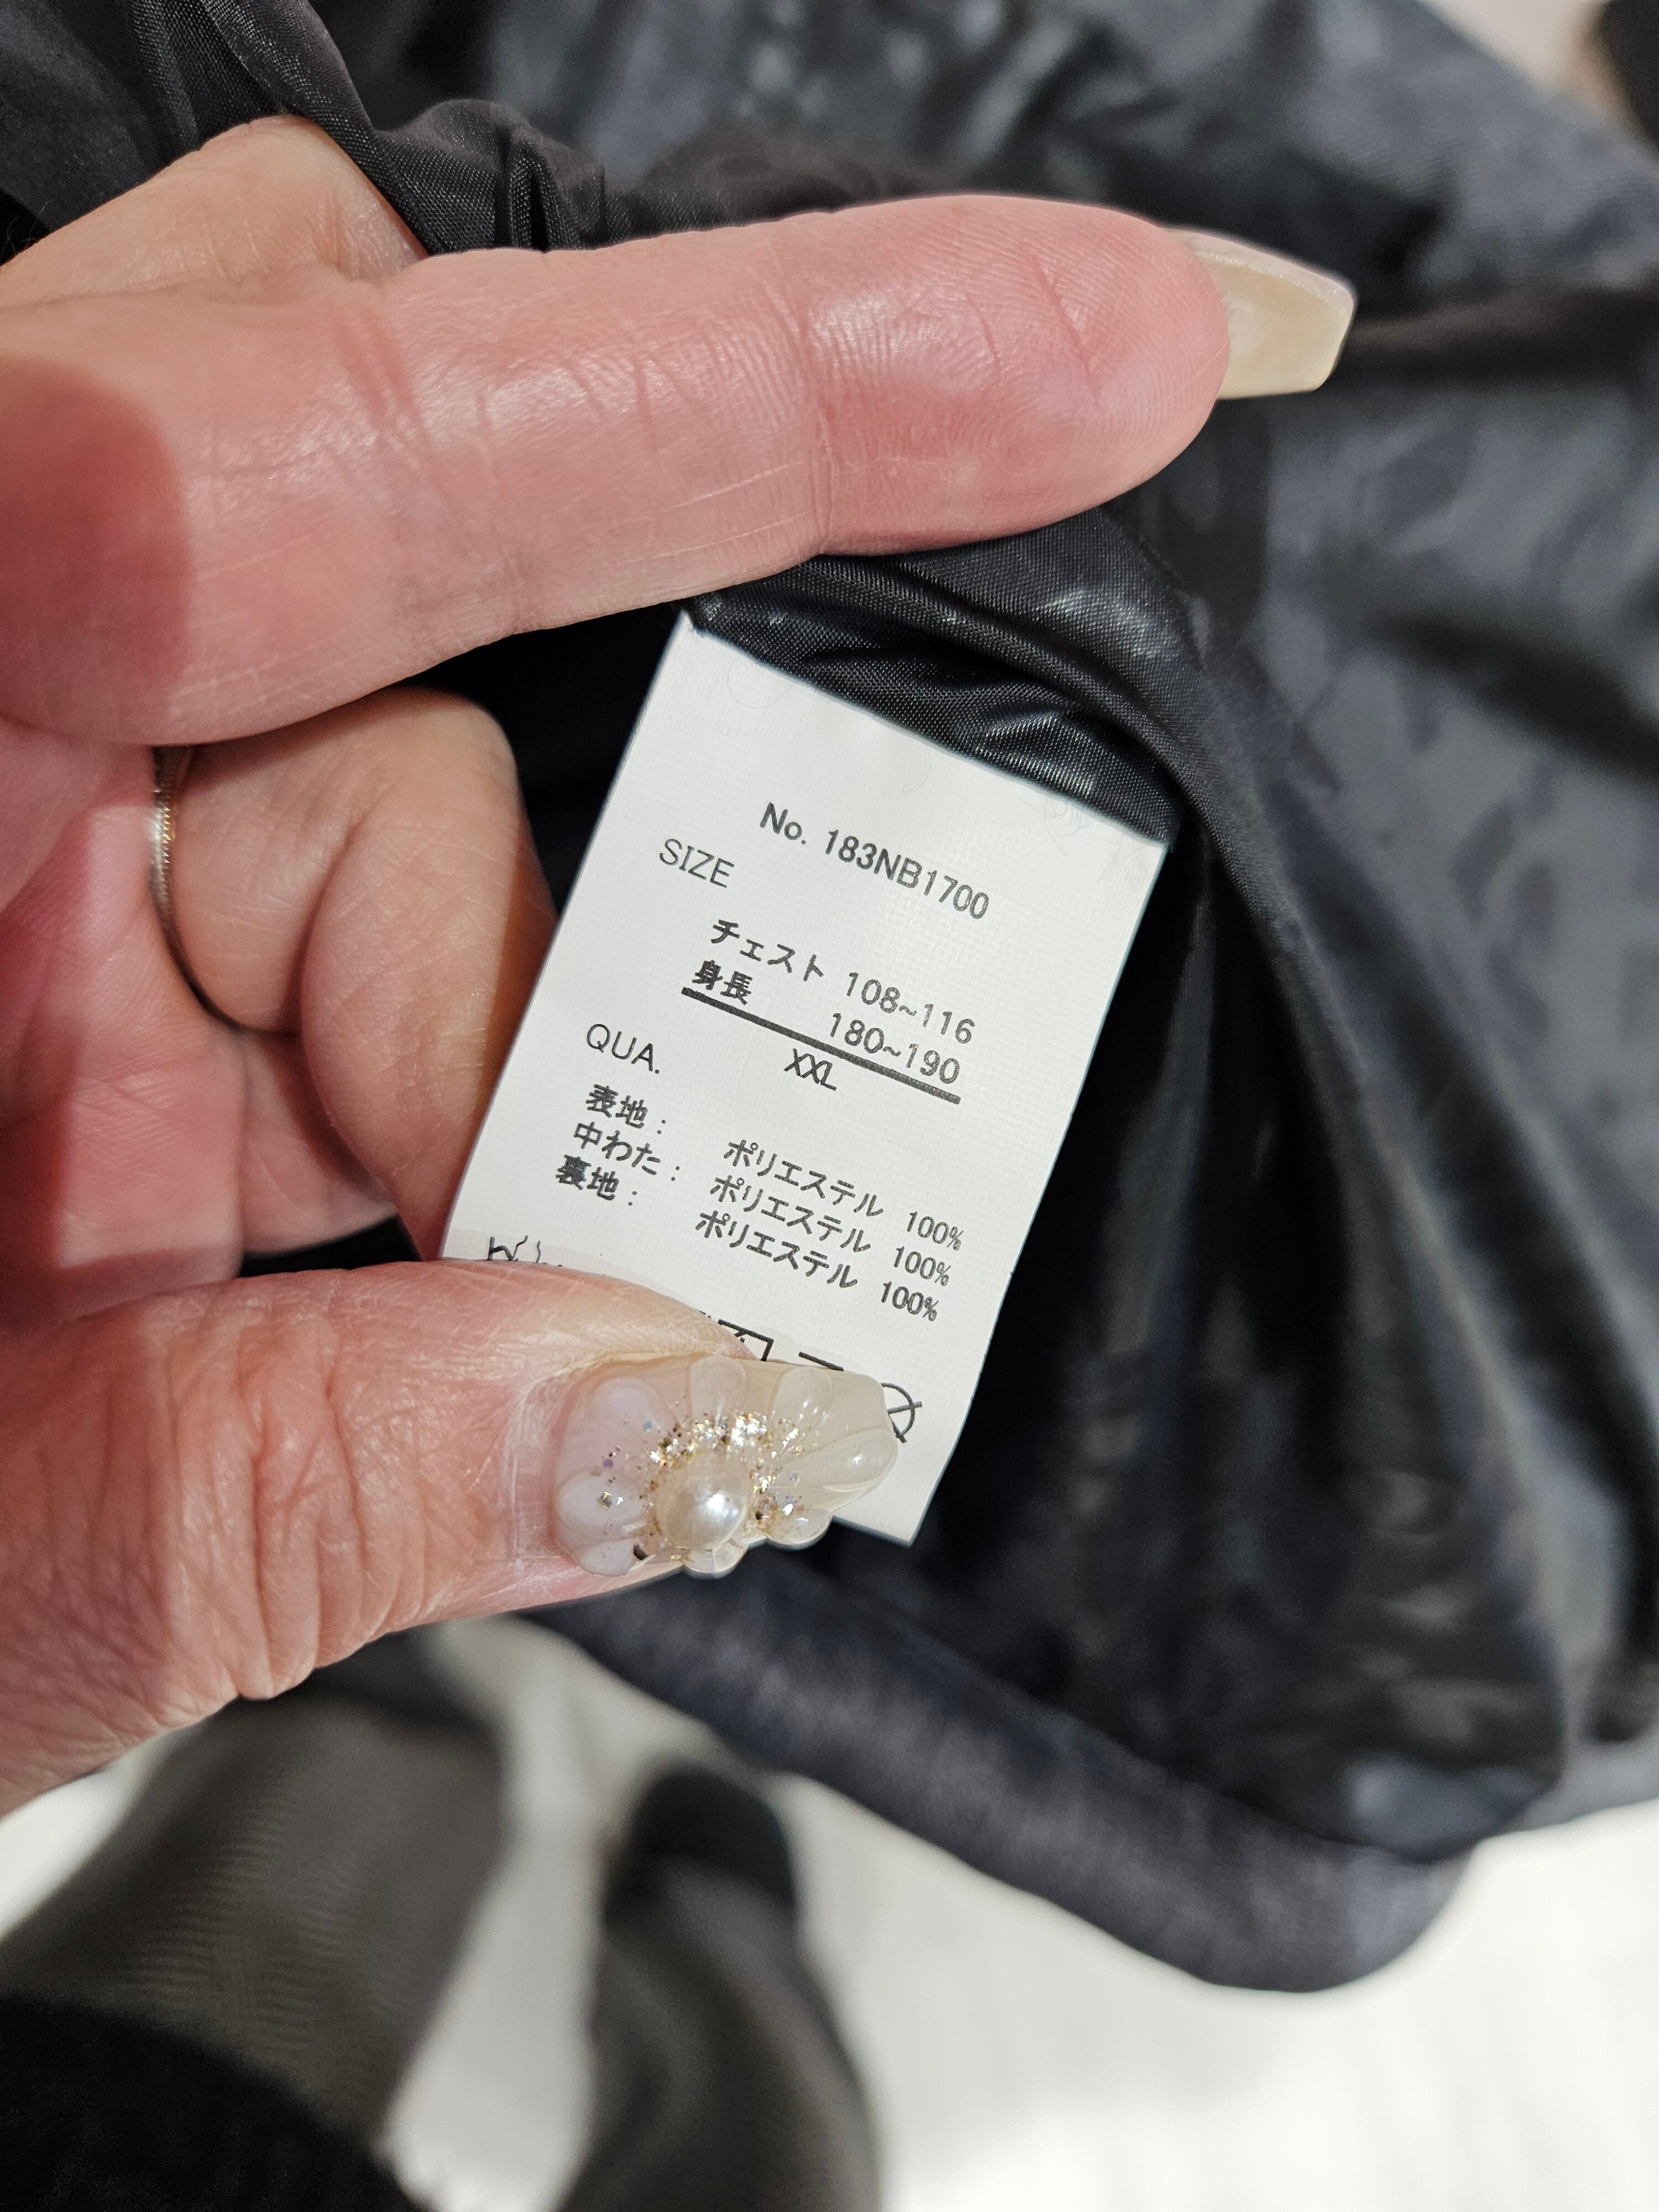 No. 183NB1700
SIZE
チェスト 108~116
身長 180~190
XXL
QUA.
表地: ポリエステル 100%
中わた: ポリエステル 100%
裏地: ポリエステル 100%